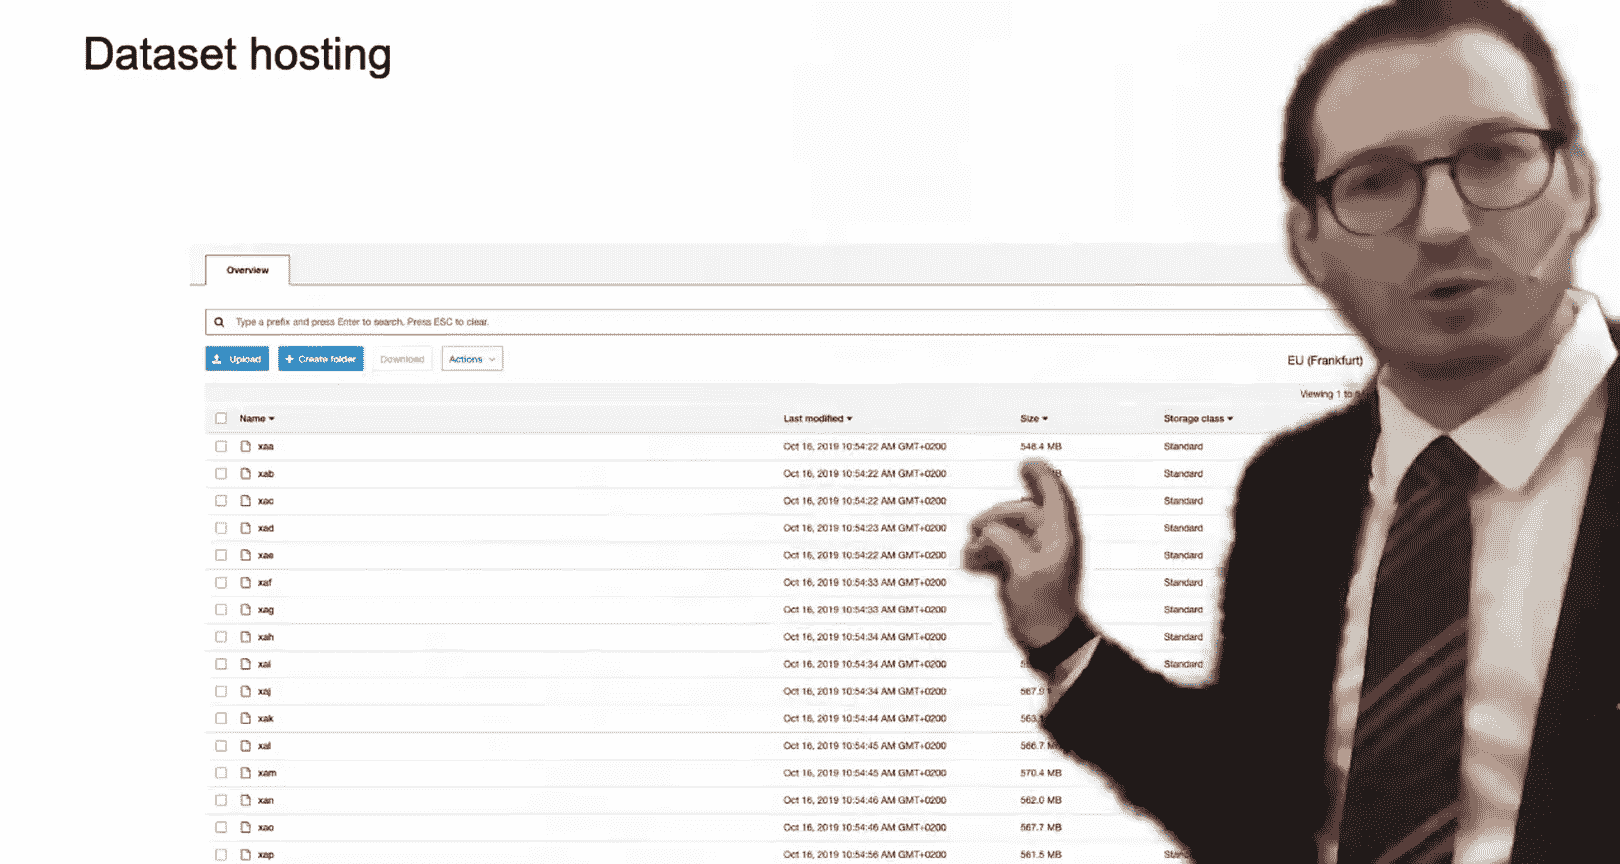 Dataset hosting
Overview
Type a prefix and press Enter to search. Press ESC to clear.
Upload Create folder Download Actions
EU (Frankfurt)
Viewing 1 to
Name Last modified Size Storage class
xaa Oct 16, 2019 10:54:22 AM GMT+0200 546.4 MB Standard
xab Oct 16, 2019 10:54:22 AM GMT+0200 Standard
xac Oct 16, 2019 10:54:22 AM GMT+0200 Standard
xad Oct 16, 2019 10:54:23 AM GMT+0200 Standard
xae Oct 16, 2019 10:54:22 AM GMT+0200 Standard
xaf Oct 16, 2019 10:54:33 AM GMT+0200 Standard
xag Oct 16, 2019 10:54:33 AM GMT+0200 Standard
xah Oct 16, 2019 10:54:34 AM GMT+0200 Standard
xai Oct 16, 2019 10:54:34 AM GMT+0200 Standard
xaj Oct 16, 2019 10:54:34 AM GMT+0200
xak Oct 16, 2019 10:54:44 AM GMT+0200
xal Oct 16, 2019 10:54:45 AM GMT+0200 566.7
xam Oct 16, 2019 10:54:45 AM GMT+0200 570.4 MB
xan Oct 16, 2019 10:54:46 AM GMT+0200 562.0 MB
xao Oct 16, 2019 10:54:46 AM GMT+0200 567.7 MB
xap Oct 16, 2019 10:54:56 AM GMT+0200 561.5 MB